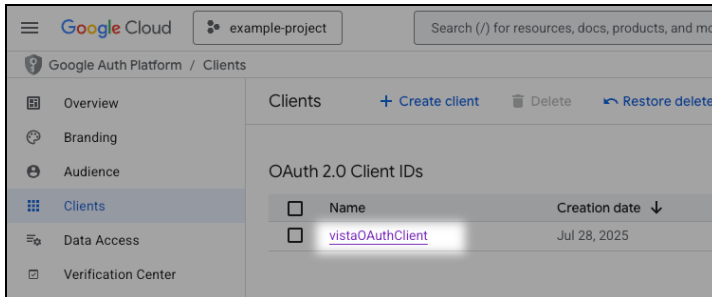 Google Cloud example-project Search (/) for resources, docs, products, and mo
Google Auth Platform / Clients
Overview
Branding
Audience
Clients
Data Access
Verification Center
Clients + Create client Delete Restore delete
OAuth 2.0 Client IDs
Name Creation date ↓
vistaOAuthClient Jul 28, 2025